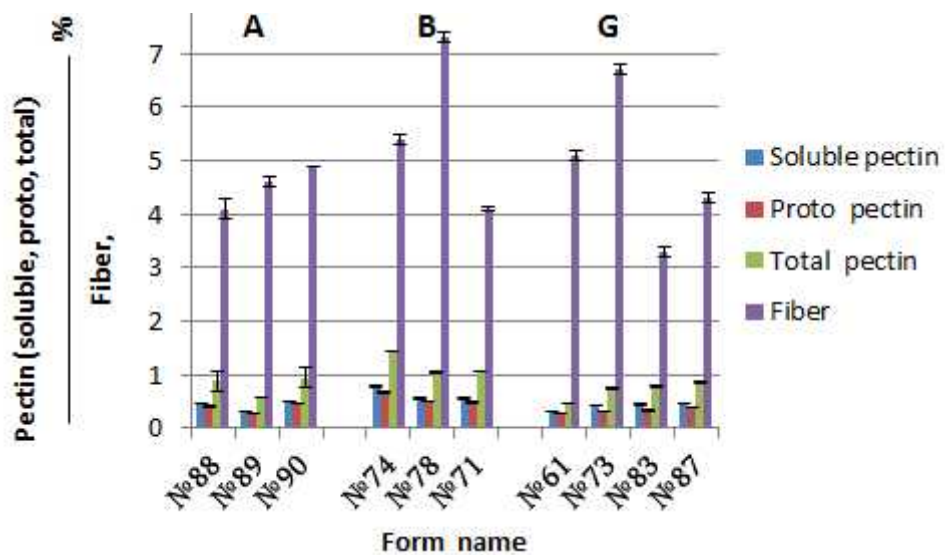 %
Pectin (soluble, proto, total)
Fiber,
A B G
7
6
5
4
3
2
1
0
№88 №89 №90 №74 №78 №71 №61 №73 №83 №87
Form name
Soluble pectin
Proto pectin
Total pectin
Fiber